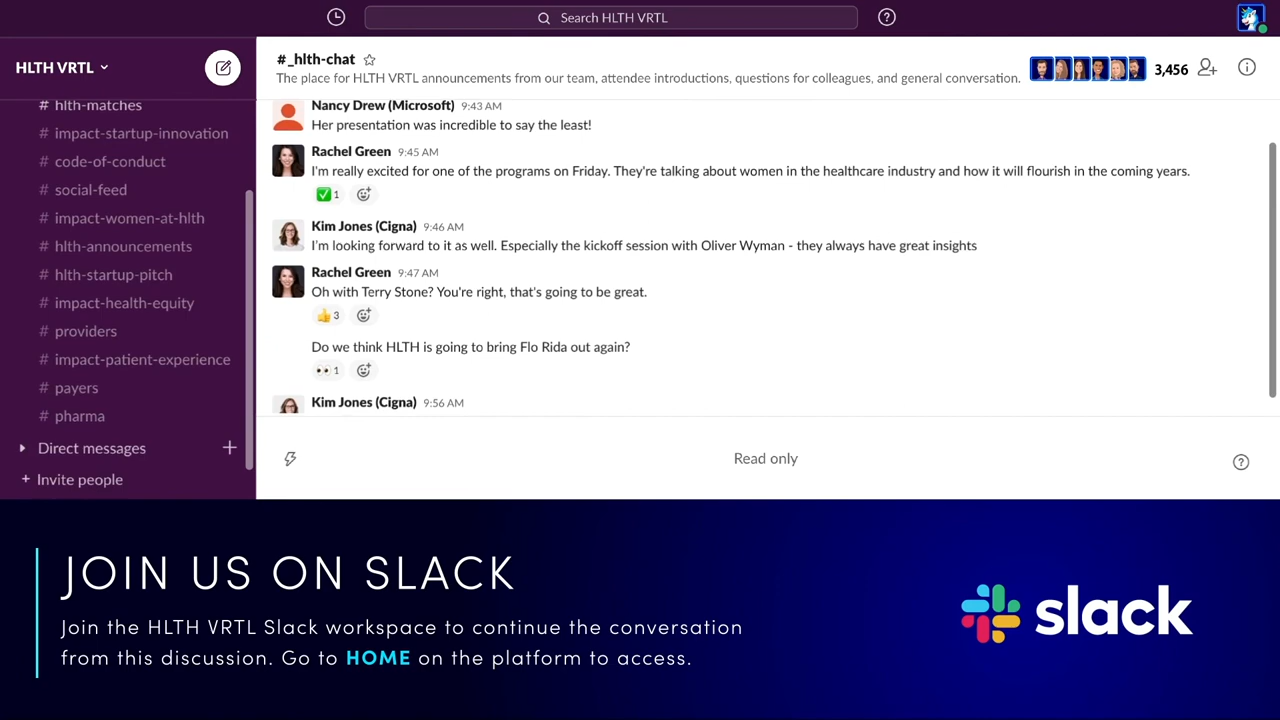 Search HLTH VRTL
HLTH VRTL
# hlth-matches
# impact-startup-innovation
# code-of-conduct
# social-feed
# impact-women-at-hlth
# hlth-announcements
# hlth-startup-pitch
# impact-health-equity
# providers
# impact-patient-experience
# payers
# pharma
Direct messages +
+ Invite people
#_hlth-chat
The place for HLTH VRTL announcements from our team, attendee introductions, questions for colleagues, and general conversation.
3,456
Nancy Drew (Microsoft) 9:43 AM
Her presentation was incredible to say the least!
Rachel Green 9:45 AM
I'm really excited for one of the programs on Friday. They're talking about women in the healthcare industry and how it will flourish in the coming years.
✅ 1
Kim Jones (Cigna) 9:46 AM
I'm looking forward to it as well. Especially the kickoff session with Oliver Wyman - they always have great insights
Rachel Green 9:47 AM
Oh with Terry Stone? You're right, that's going to be great.
👍 3
Do we think HLTH is going to bring Flo Rida out again?
👀 1
Kim Jones (Cigna) 9:56 AM
Read only
JOIN US ON SLACK
Join the HLTH VRTL Slack workspace to continue the conversation
from this discussion. Go to HOME on the platform to access.
slack